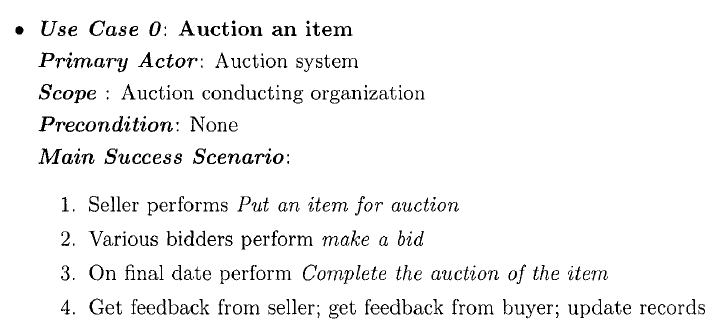 • Use Case 0: Auction an item
Primary Actor: Auction system
Scope : Auction conducting organization
Precondition: None
Main Success Scenario:
1. Seller performs Put an item for auction
2. Various bidders perform make a bid
3. On final date perform Complete the auction of the item
4. Get feedback from seller; get feedback from buyer; update records